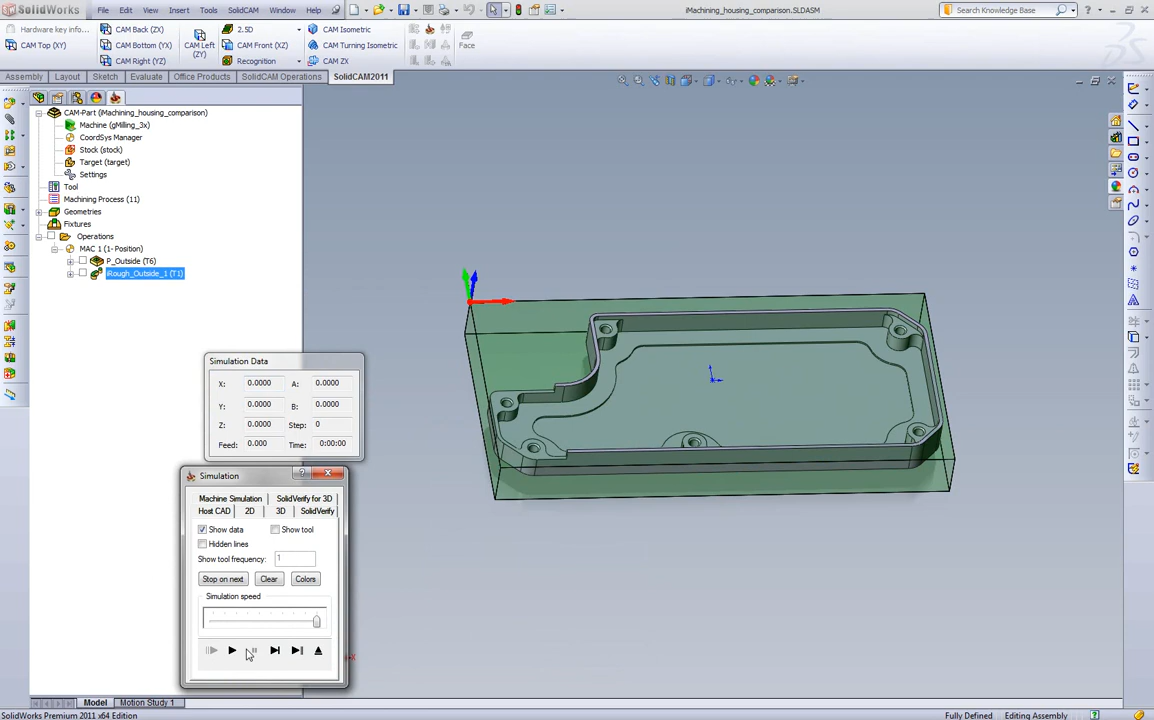 SolidWorks
File Edit View Insert Simulation Tools SolidCAM Window Help
iMachining_housing_comparison.SLDASM
Search Knowledge Base
Hardware key info...
CAM Top (XY)
CAM Back (ZX)
CAM Bottom (YX)
CAM Right (YZ)
CAM Left
(ZY)
2.5D
CAM Front (XZ)
Recognition
CAM Isometric
CAM Turning Isometric
CAM ZX
Face
Assembly Layout Sketch Evaluate Office Products SolidCAM Operations SolidCAM2011
CAM-Part (iMachining_housing_comparison)
Machine (gMilling_3x)
CoordSys Manager
Stock (stock)
Target (target)
Settings
Tool
Machining Process (11)
Geometries
Fixtures
Operations
MAC 1 (1- Position)
P_Outside (T6)
iRough_Outside_1 (T1)
Simulation Data
X: 0.0000 A: 0.0000
Y: 0.0000 B: 0.0000
Z: 0.0000 Step: 0
Feed: 0.000 Time: 0:00:00
Simulation
Machine Simulation SolidVerify for 3D
Host CAD 2D 3D SolidVerify
Show data Show tool
Hidden lines
Show tool frequency: 1
Stop on next Clear Colors
Simulation speed
Model Motion Study 1
SolidWorks Premium 2011 x64 Edition
Fully Defined Editing Assembly